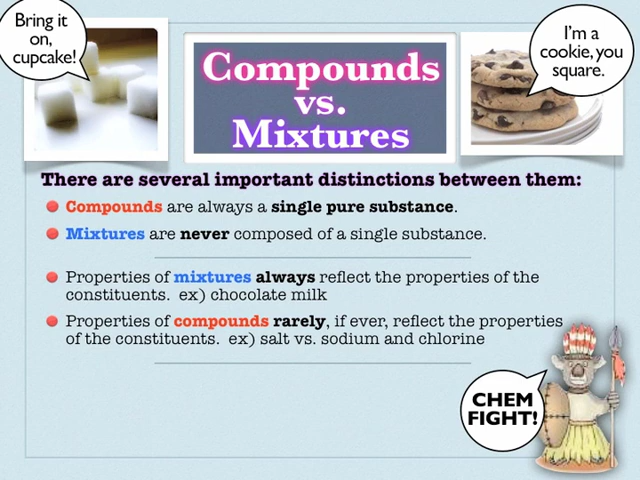 Bring it
on,
cupcake!
I'm a
cookie, you
square.
Compounds
vs.
Mixtures
There are several important distinctions between them:
Compounds are always a single pure substance.
Mixtures are never composed of a single substance.
Properties of mixtures always reflect the properties of the
constituents. ex) chocolate milk
Properties of compounds rarely, if ever, reflect the properties
of the constituents. ex) salt vs. sodium and chlorine
CHEM
FIGHT!